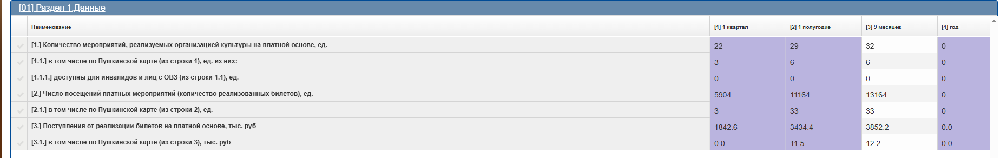 [01] Раздел 1:Данные
Наименование [1] 1 квартал [2] 1 полугодие [3] 9 месяцев [4] год
[1.] Количество мероприятий, реализуемых организацией культуры на платной основе, ед. 22 29 32 0
[1.1.] в том числе по Пушкинской карте (из строки 1), ед. из них: 3 6 6 0
[1.1.1.] доступны для инвалидов и лиц с ОВЗ (из строки 1.1), ед. 0 0 0 0
[2.] Число посещений платных мероприятий (количество реализованных билетов), ед. 5904 11164 13164 0
[2.1.] в том числе по Пушкинской карте (из строки 2), ед. 3 33 33 0
[3.] Поступления от реализации билетов на платной основе, тыс. руб 1842.6 3434.4 3852.2 0.0
[3.1.] в том числе по Пушкинской карте (из строки 3), тыс. руб 0.0 11.5 12.2 0.0